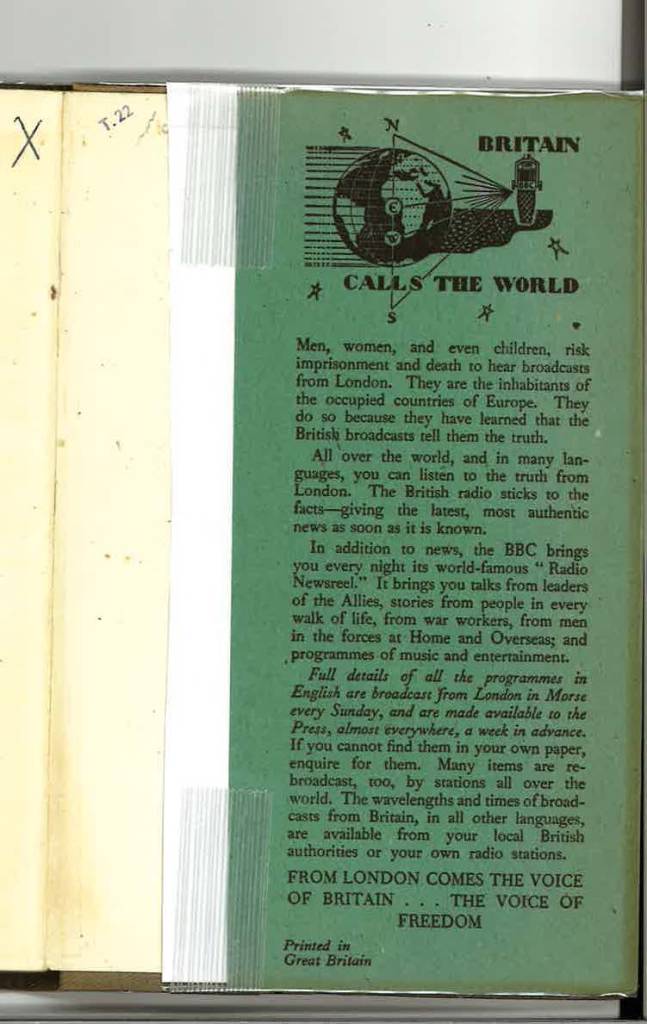 X
T.22
BRITAIN
N
BBC
E
W
CALLS THE WORLD
S
Men, women, and even children, risk
imprisonment and death to hear broadcasts
from London. They are the inhabitants of
the occupied countries of Europe. They
do so because they have learned that the
British broadcasts tell them the truth.
All over the world, and in many lan-
guages, you can listen to the truth from
London. The British radio sticks to the
facts—giving the latest, most authentic
news as soon as it is known.
In addition to news, the BBC brings
you every night its world-famous " Radio
Newsreel." It brings you talks from leaders
of the Allies, stories from people in every
walk of life, from war workers, from men
in the forces at Home and Overseas; and
programmes of music and entertainment.
Full details of all the programmes in
English are broadcast from London in Morse
every Sunday, and are made available to the
Press, almost everywhere, a week in advance.
If you cannot find them in your own paper,
enquire for them. Many items are re-
broadcast, too, by stations all over the
world. The wavelengths and times of broad-
casts from Britain, in all other languages,
are available from your local British
authorities or your own radio stations.
FROM LONDON COMES THE VOICE
OF BRITAIN . . . THE VOICE OF
FREEDOM
Printed in
Great Britain